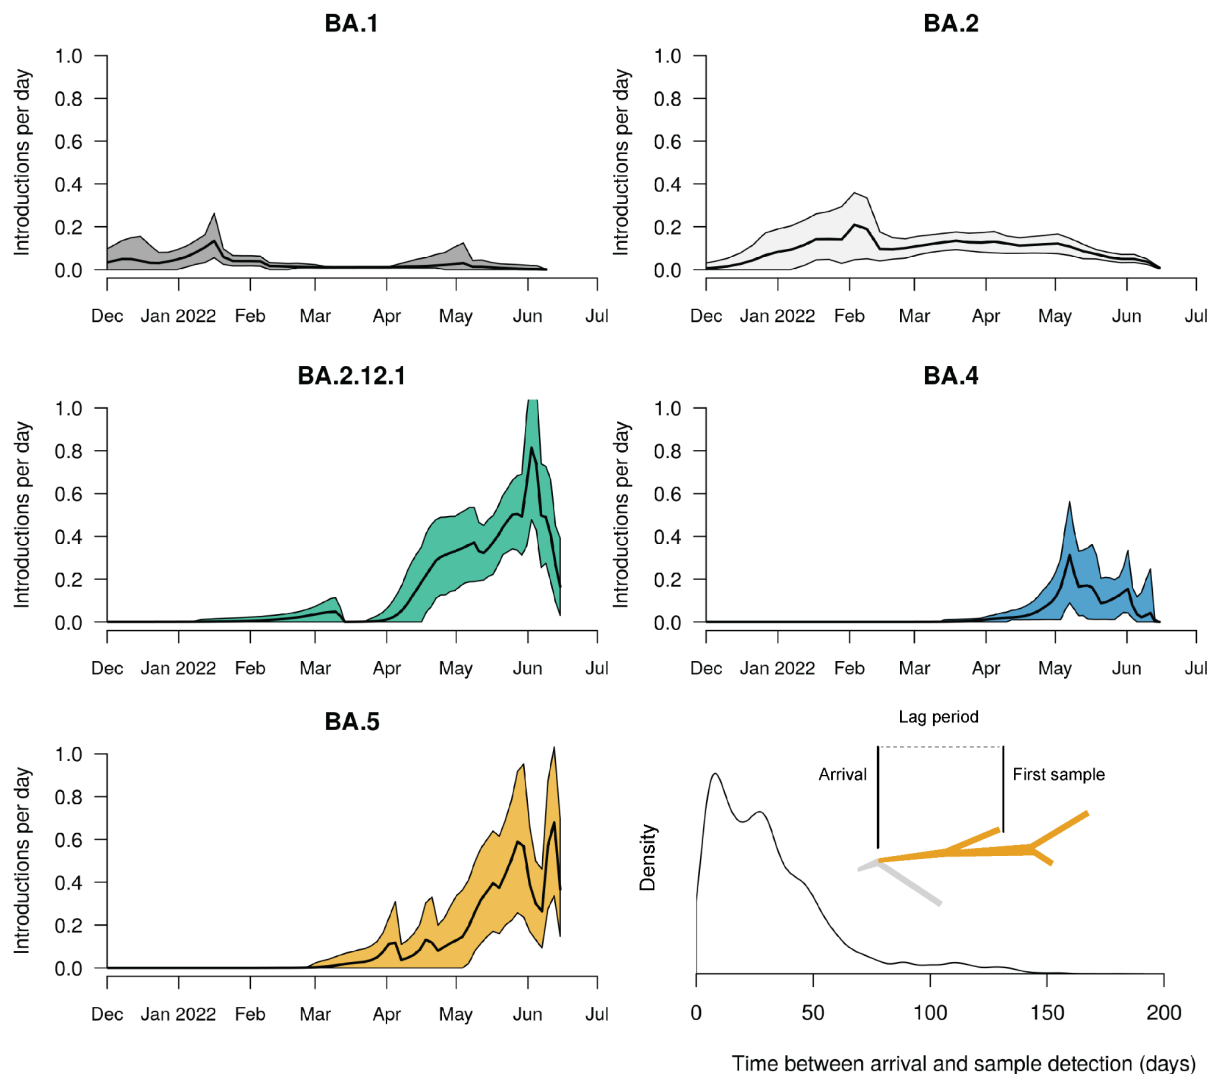 BA.1
Introductions per day
1.0
0.8
0.6
0.4
0.2
0.0
Dec Jan 2022 Feb Mar Apr May Jun Jul
BA.2
Introductions per day
1.0
0.8
0.6
0.4
0.2
0.0
Dec Jan 2022 Feb Mar Apr May Jun Jul
BA.2.12.1
Introductions per day
1.0
0.8
0.6
0.4
0.2
0.0
Dec Jan 2022 Feb Mar Apr May Jun Jul
BA.4
Introductions per day
1.0
0.8
0.6
0.4
0.2
0.0
Dec Jan 2022 Feb Mar Apr May Jun Jul
BA.5
Introductions per day
1.0
0.8
0.6
0.4
0.2
0.0
Dec Jan 2022 Feb Mar Apr May Jun Jul
Lag period
Arrival First sample
Density
0 50 100 150 200
Time between arrival and sample detection (days)